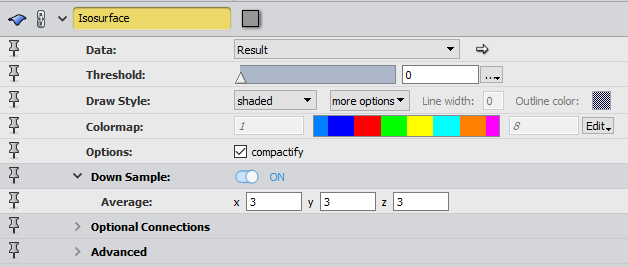 Isosurface
Data: Result
Threshold: 0 ...
Draw Style: shaded more options Line width: 0 Outline color:
Colormap: 1 8 Edit
Options: compactify
Down Sample: ON
Average: x 3 y 3 z 3
Optional Connections
Advanced